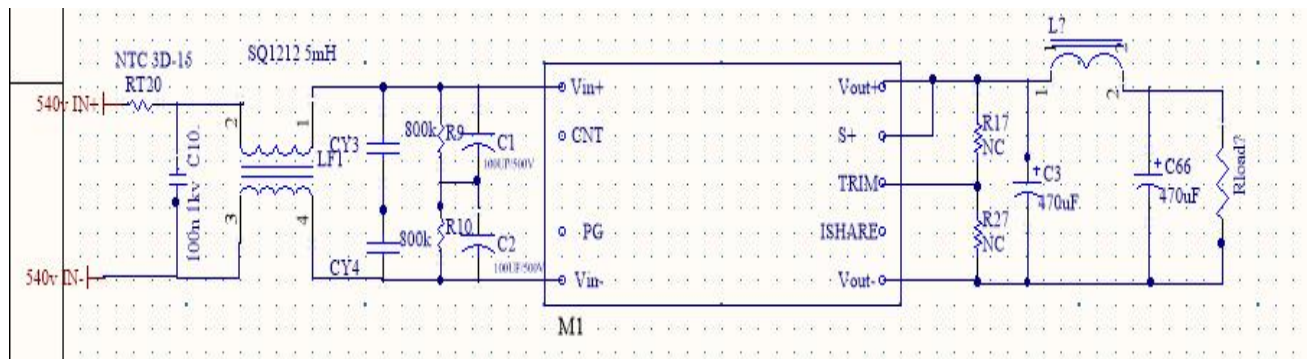 NTC 3D-15
RT20
SQ1212 5mH
540v IN+
100n 1kv C10.
2
1
LF1
3
4
CY3
CY4
800k
R9
C1
100UF/500V
800k
R10
C2
100UF/500V
540v IN-
Vin+
CNT
PG
Vin-
Vout+
S+
TRIM
ISHARE
Vout-
M1
R17
NC
R27
NC
C3
470uF
L?
1
2
1
2
C66
470uF
Rload?